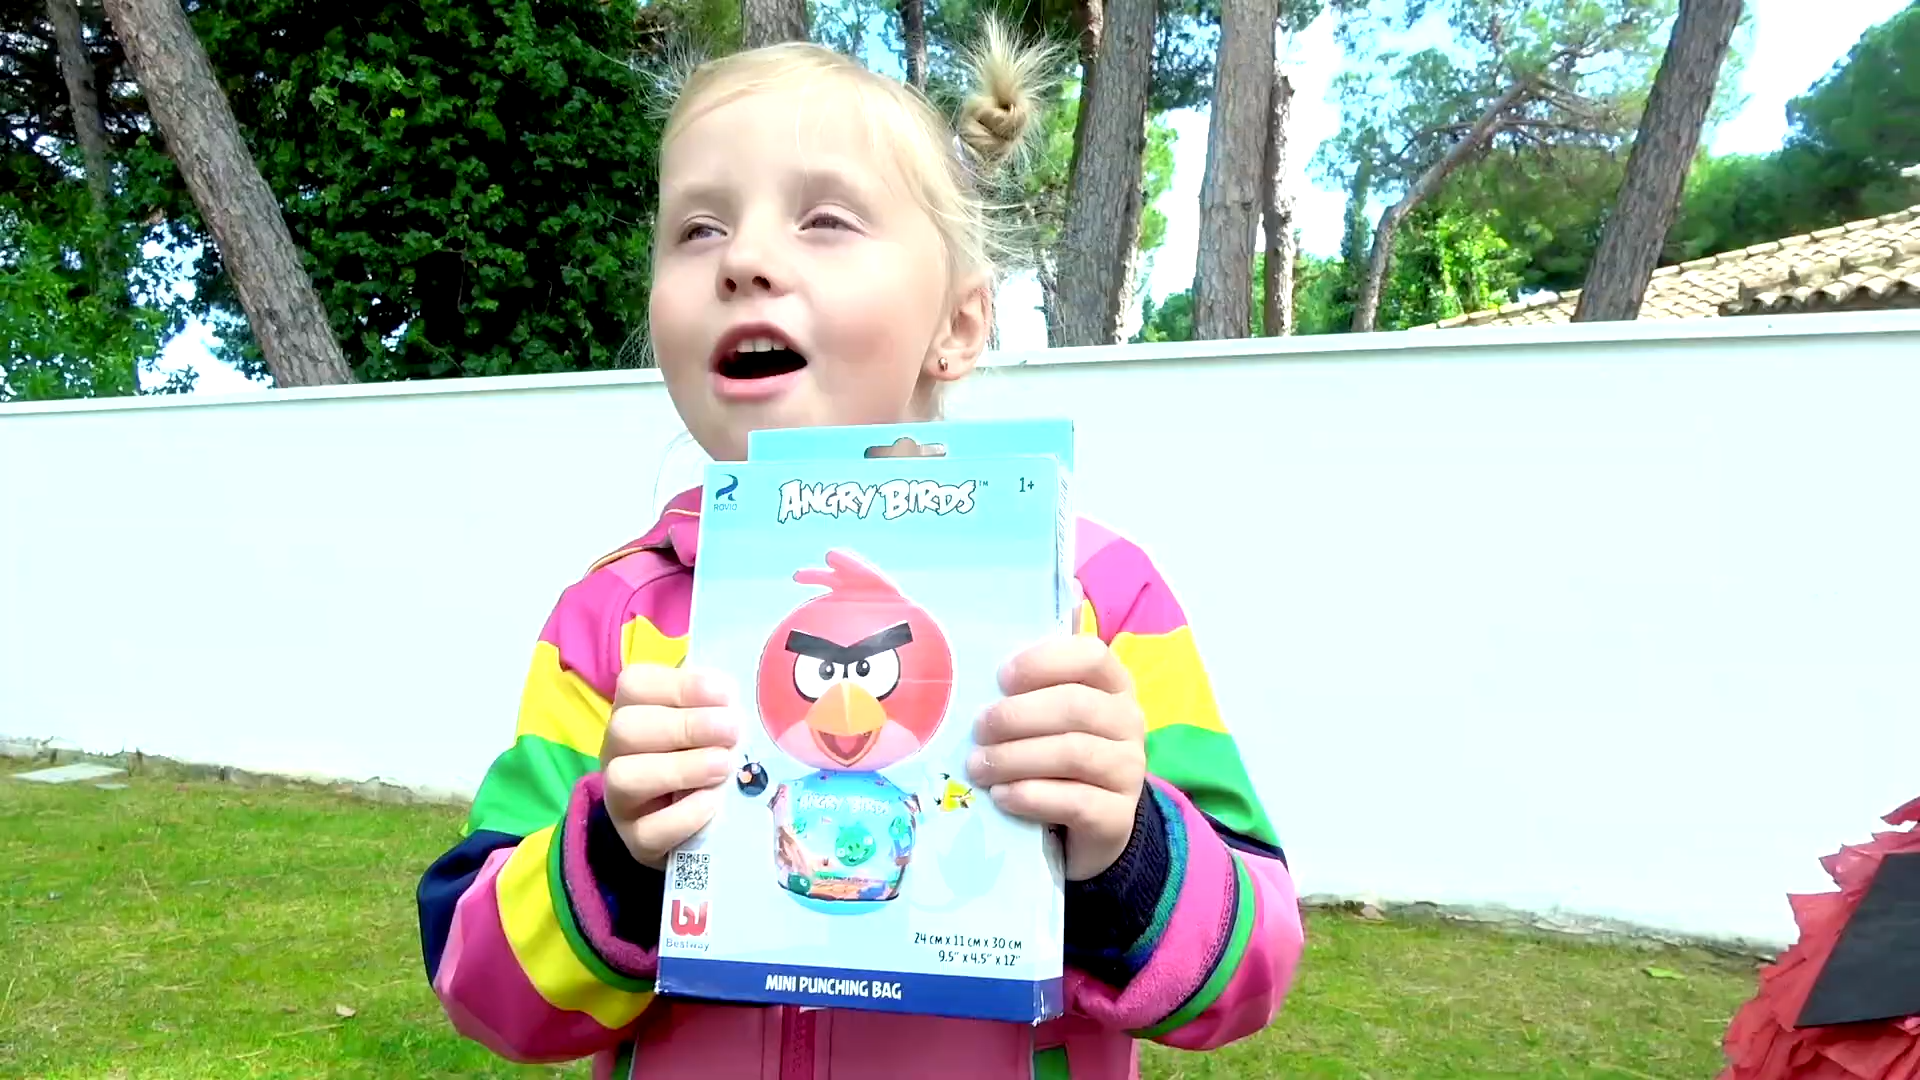 ROVIO
ANGRY BIRDS™
1+
ANGRY BIRDS
Bestway
24 CM X 11 CM X 30 CM
9.5" X 4.5" X 12"
MINI PUNCHING BAG